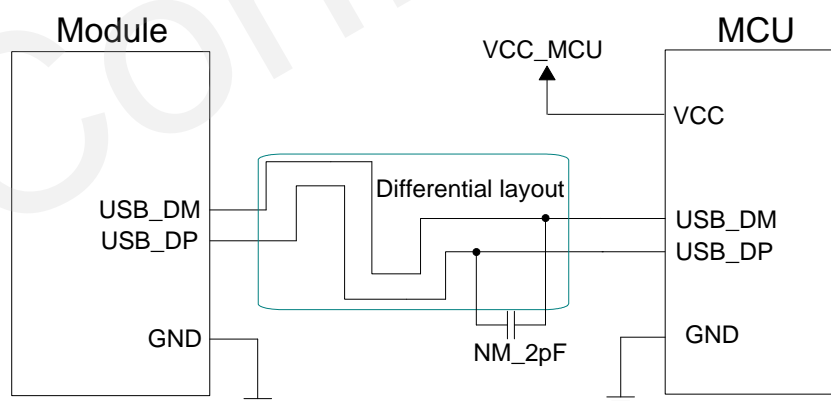 Module
MCU
VCC_MCU
VCC
Differential layout
USB_DM
USB_DP
USB_DM
USB_DP
GND
GND
NM_2pF